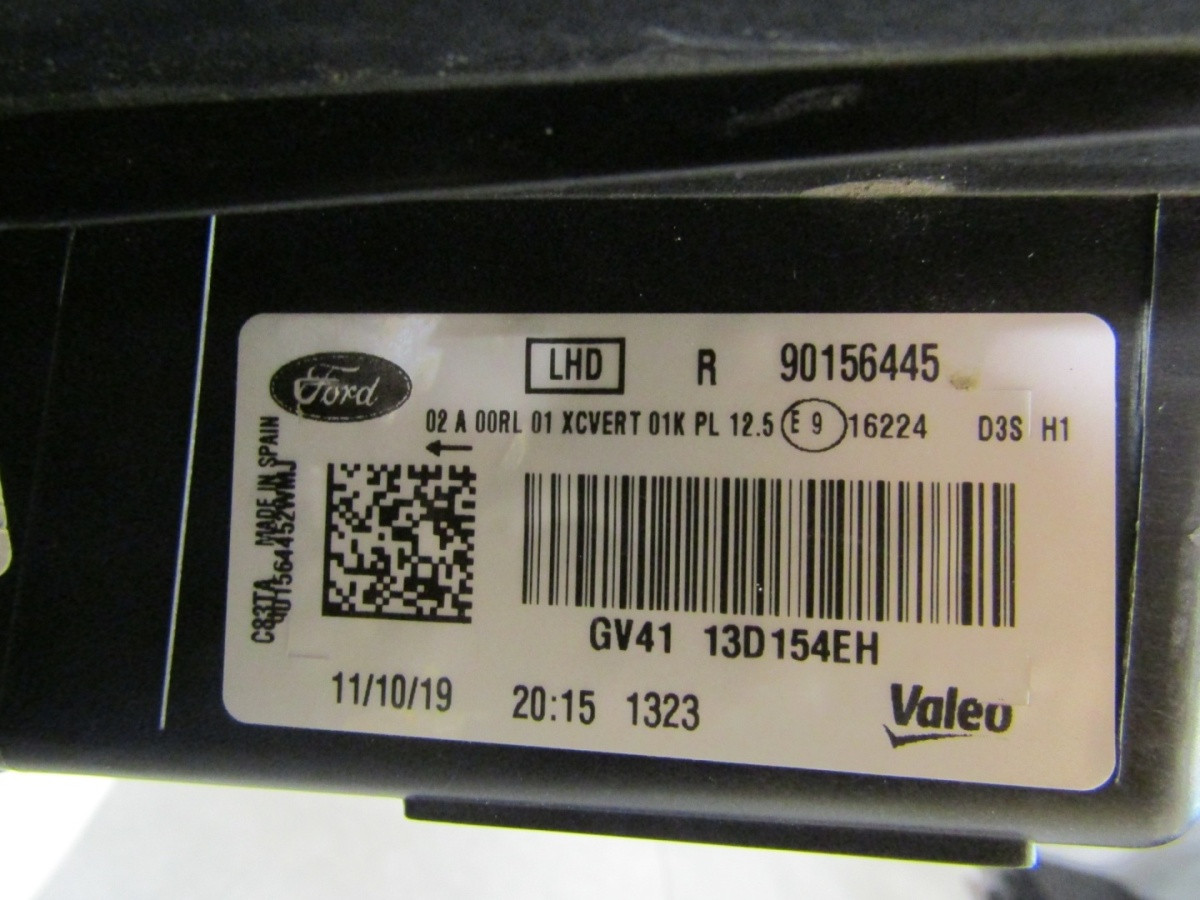 Ford
LHD R 90156445
02 A 00RL 01 XCVERT 01K PL 12.5 E 9 16224 D3S H1
C83TA MADE IN SPAIN
GV41 13D154EH
11/10/19 20:15 1323
Valeo